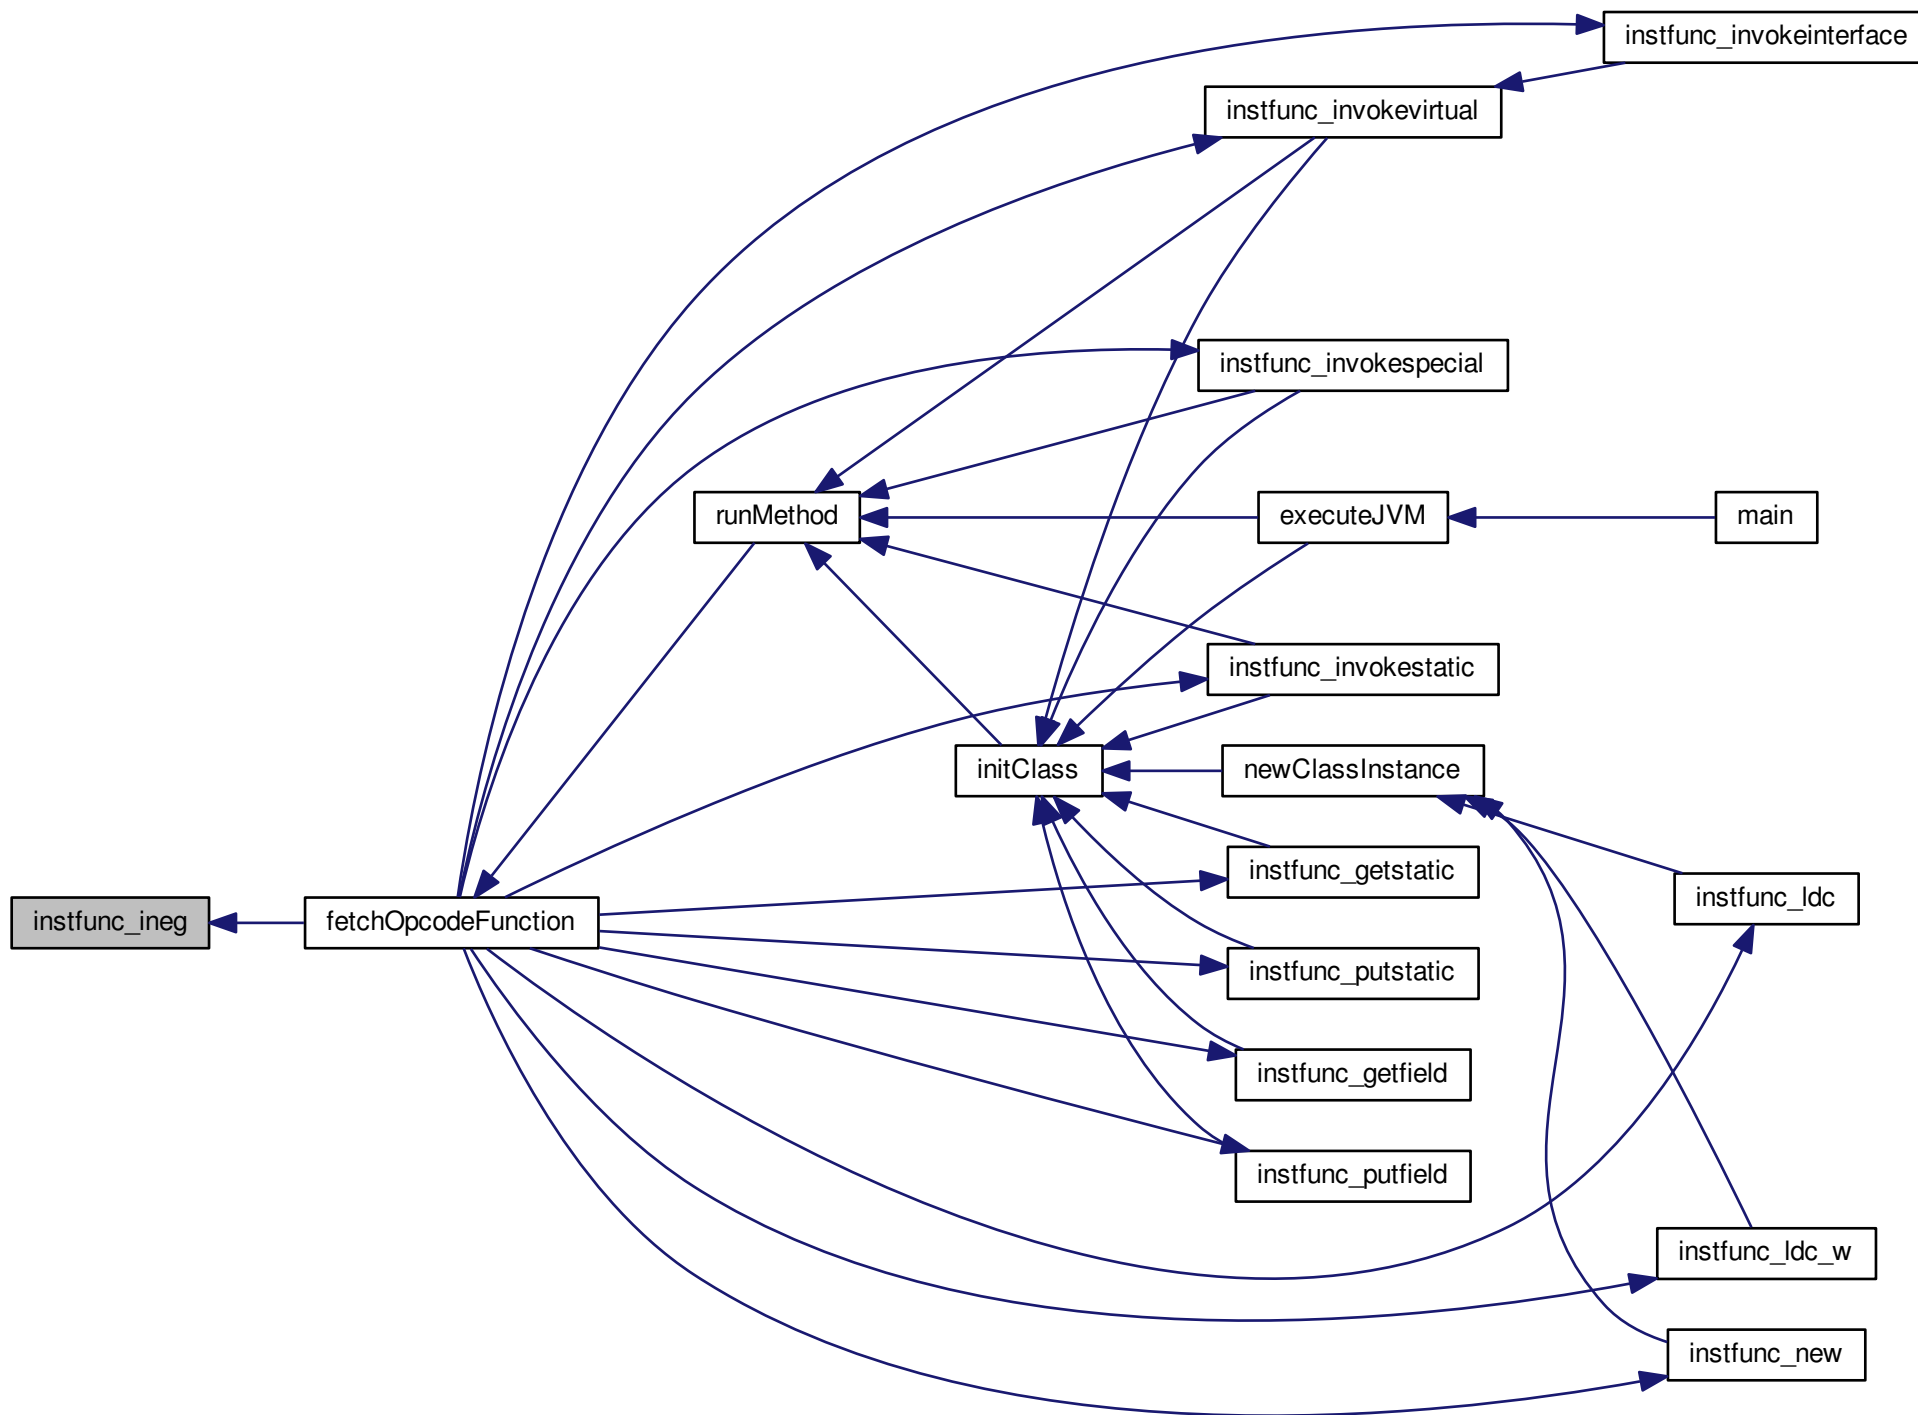 instfunc_invokeinterface
instfunc_invokevirtual
instfunc_invokespecial
runMethod
executeJVM
main
instfunc_invokestatic
initClass
newClassInstance
instfunc_getstatic
instfunc_ldc
instfunc_ineg
fetchOpcodeFunction
instfunc_putstatic
instfunc_getfield
instfunc_putfield
instfunc_ldc_w
instfunc_new